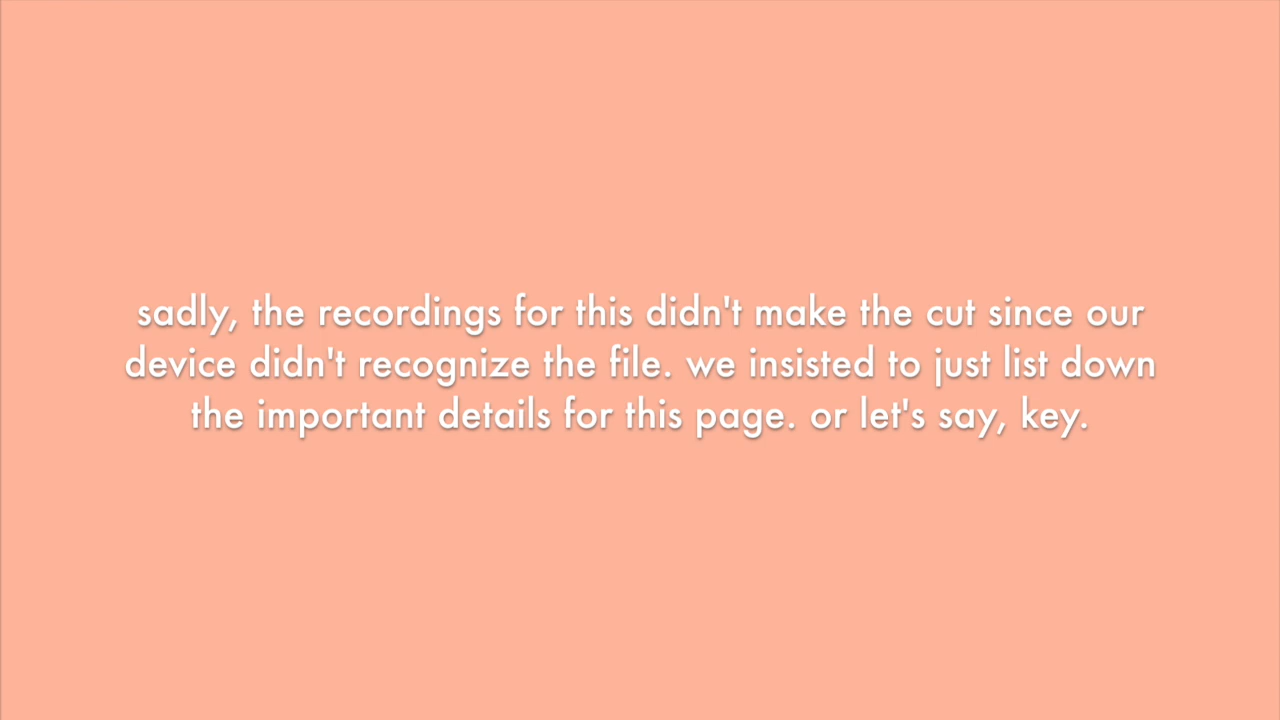 sadly, the recordings for this didn't make the cut since our
device didn't recognize the file. we insisted to just list down
the important details for this page. or let's say, key.